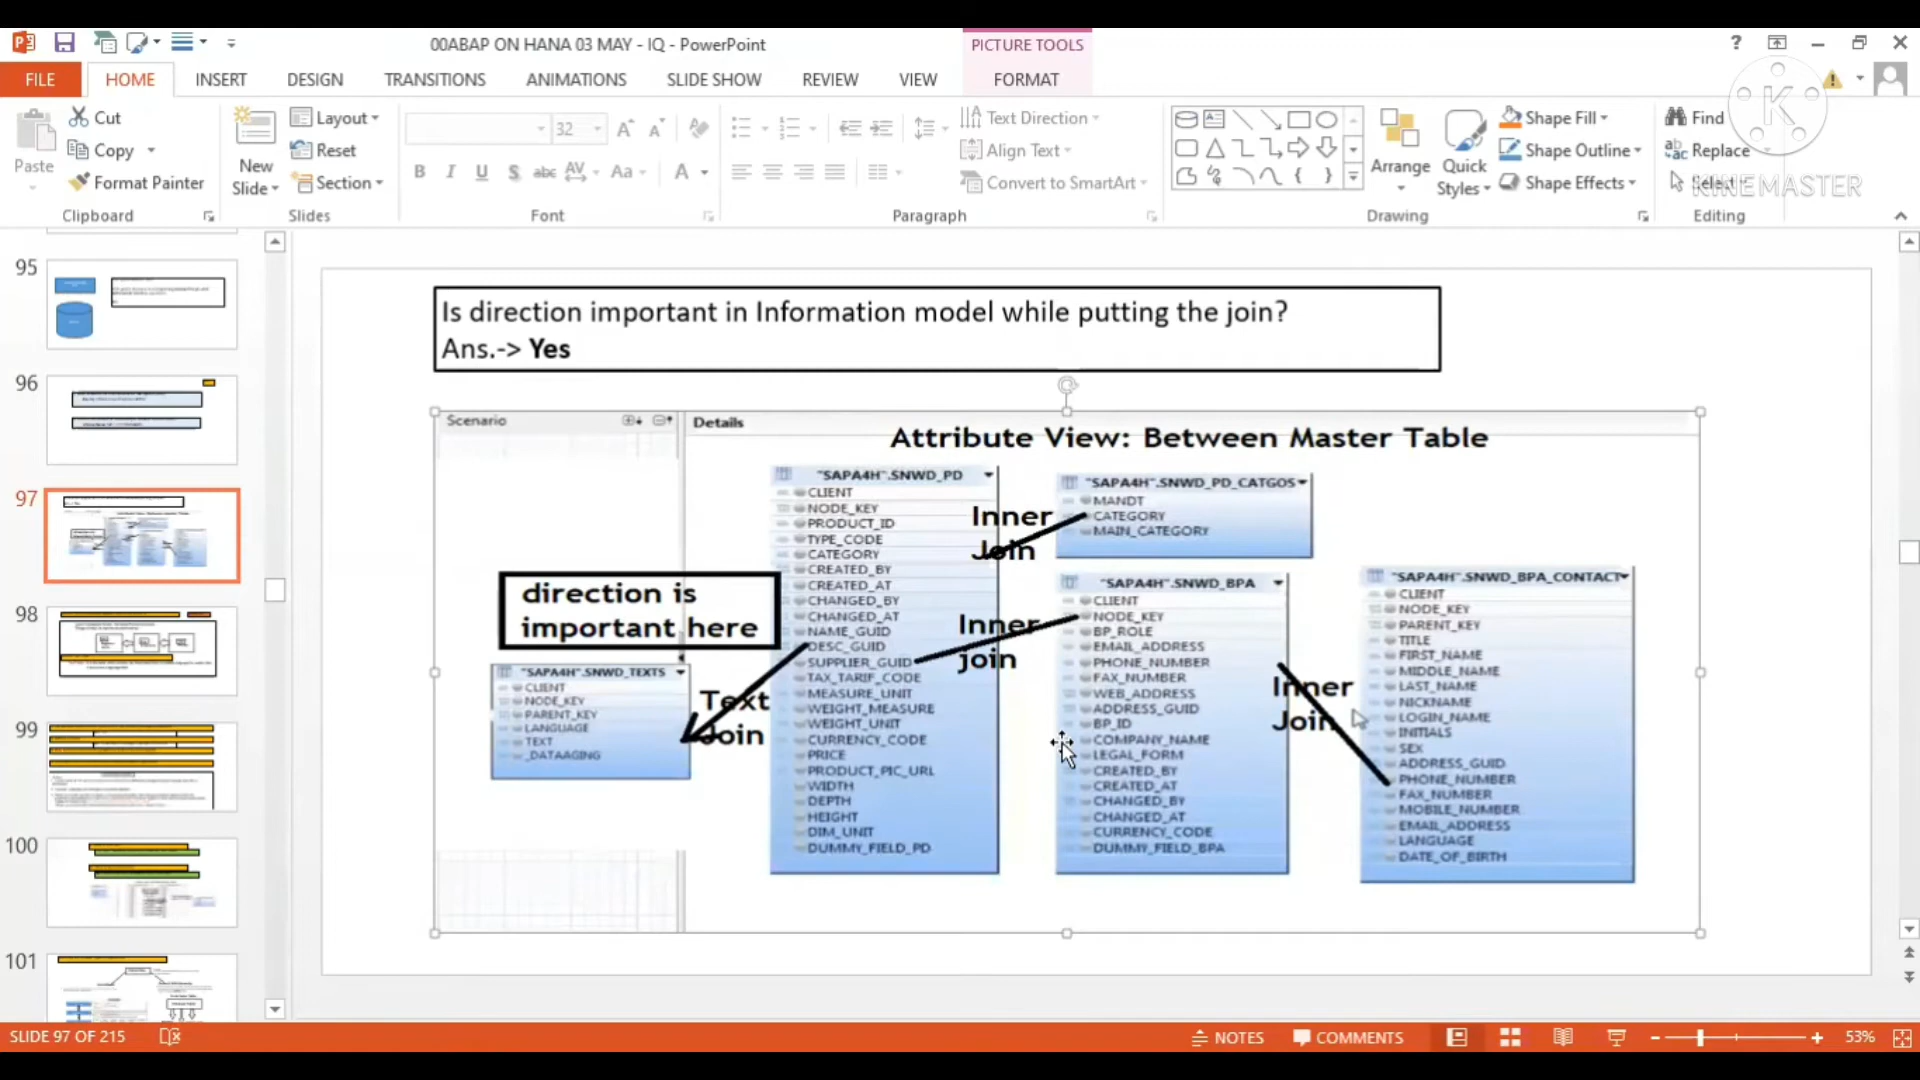 00ABAP ON HANA 03 MAY - IQ - PowerPoint
PICTURE TOOLS
FILE
HOME
INSERT
DESIGN
TRANSITIONS
ANIMATIONS
SLIDE SHOW
REVIEW
VIEW
FORMAT
Paste
Cut
Copy
Format Painter
Clipboard
New
Slide
Layout
Reset
Section
Slides
32
B I U S abc AV Aa A
Font
Text Direction
Align Text
Convert to SmartArt
Paragraph
Arrange
Quick
Styles
Shape Fill
Shape Outline
Shape Effects
Drawing
Find
Replace
Select
Editing
K
KINEMASTER
95
96
97
98
99
100
101
Is direction important in Information model while putting the join?
Ans.-> Yes
Scenario
Details
Attribute View: Between Master Table
direction is
important here
"SAPA4H".SNWD_TEXTS
CLIENT
NODE_KEY
PARENT_KEY
LANGUAGE
TEXT
_DATAAGING
Text
Join
"SAPA4H".SNWD_PD
CLIENT
NODE_KEY
PRODUCT_ID
TYPE_CODE
CATEGORY
CREATED_BY
CREATED_AT
CHANGED_BY
CHANGED_AT
NAME_GUID
DESC_GUID
SUPPLIER_GUID
TAX_TARIF_CODE
MEASURE_UNIT
WEIGHT_MEASURE
WEIGHT_UNIT
CURRENCY_CODE
PRICE
PRODUCT_PIC_URL
WIDTH
DEPTH
HEIGHT
DIM_UNIT
DUMMY_FIELD_PD
Inner
Join
"SAPA4H".SNWD_PD_CATGOS
MANDT
CATEGORY
MAIN_CATEGORY
Inner
join
"SAPA4H".SNWD_BPA
CLIENT
NODE_KEY
BP_ROLE
EMAIL_ADDRESS
PHONE_NUMBER
FAX_NUMBER
WEB_ADDRESS
ADDRESS_GUID
BP_ID
COMPANY_NAME
LEGAL_FORM
CREATED_BY
CREATED_AT
CHANGED_BY
CHANGED_AT
CURRENCY_CODE
DUMMY_FIELD_BPA
Inner
Join
"SAPA4H".SNWD_BPA_CONTACT
CLIENT
NODE_KEY
PARENT_KEY
TITLE
FIRST_NAME
MIDDLE_NAME
LAST_NAME
NICKNAME
LOGIN_NAME
INITIALS
SEX
ADDRESS_GUID
PHONE_NUMBER
FAX_NUMBER
MOBILE_NUMBER
EMAIL_ADDRESS
LANGUAGE
DATE_OF_BIRTH
SLIDE 97 OF 215
NOTES
COMMENTS
53%